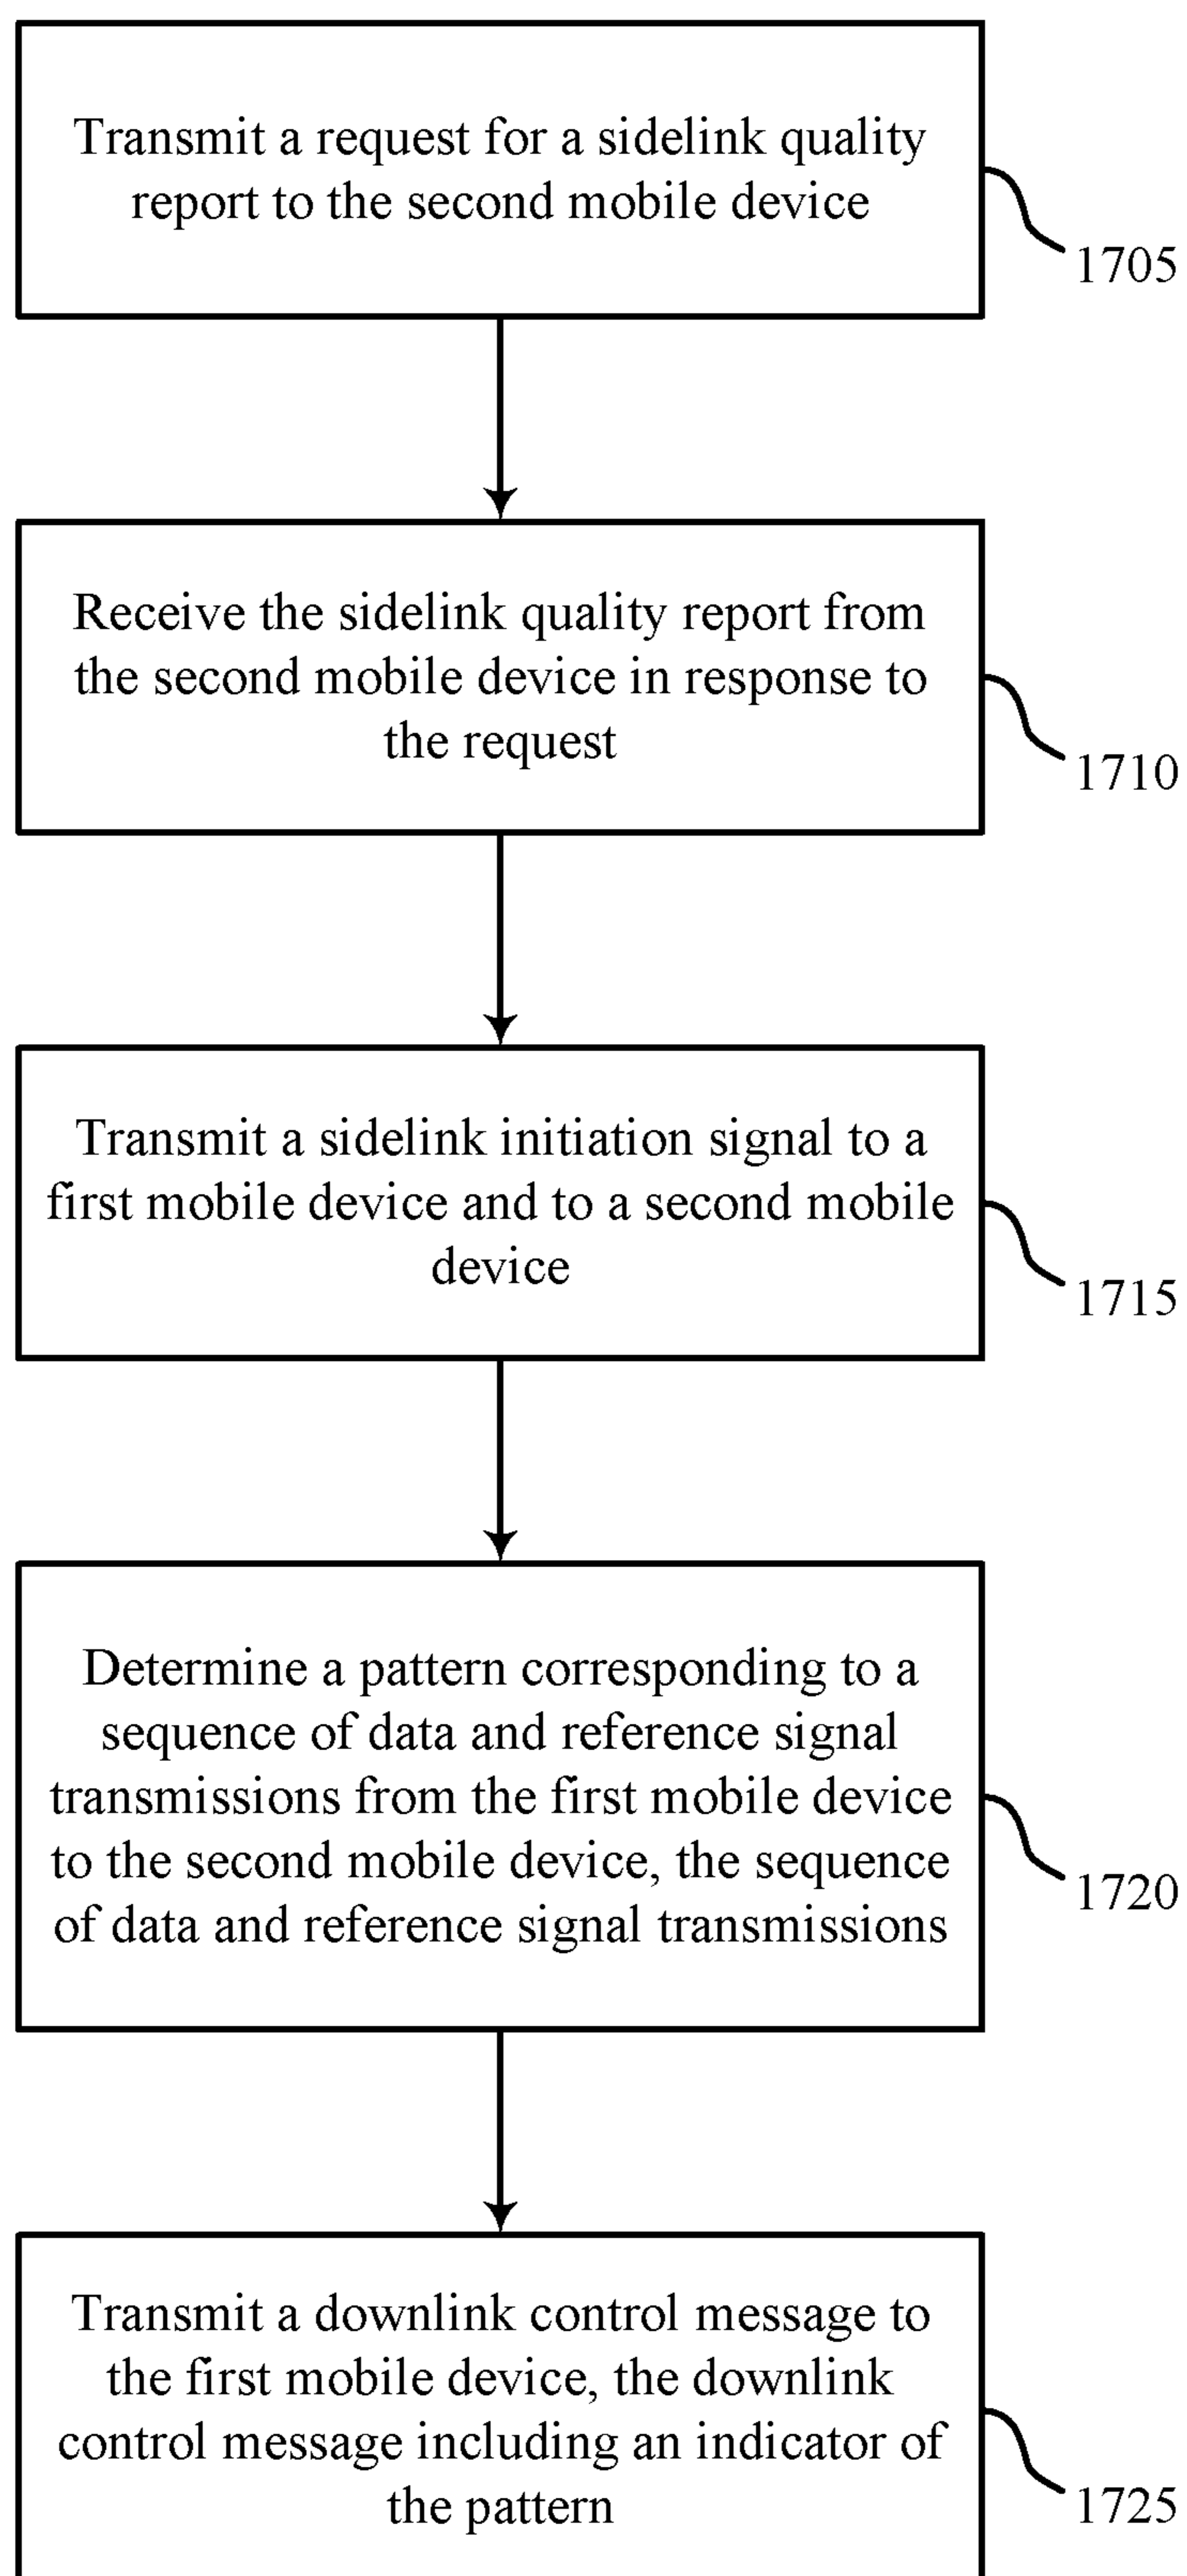 Transmit a request for a sidelink quality
report to the second mobile device
1705
Receive the sidelink quality report from
the second mobile device in response to
the request
1710
Transmit a sidelink initiation signal to a
first mobile device and to a second mobile
device
1715
Determine a pattern corresponding to a
sequence of data and reference signal
transmissions from the first mobile device
to the second mobile device, the sequence
of data and reference signal transmissions
1720
Transmit a downlink control message to
the first mobile device, the downlink
control message including an indicator of
the pattern
1725